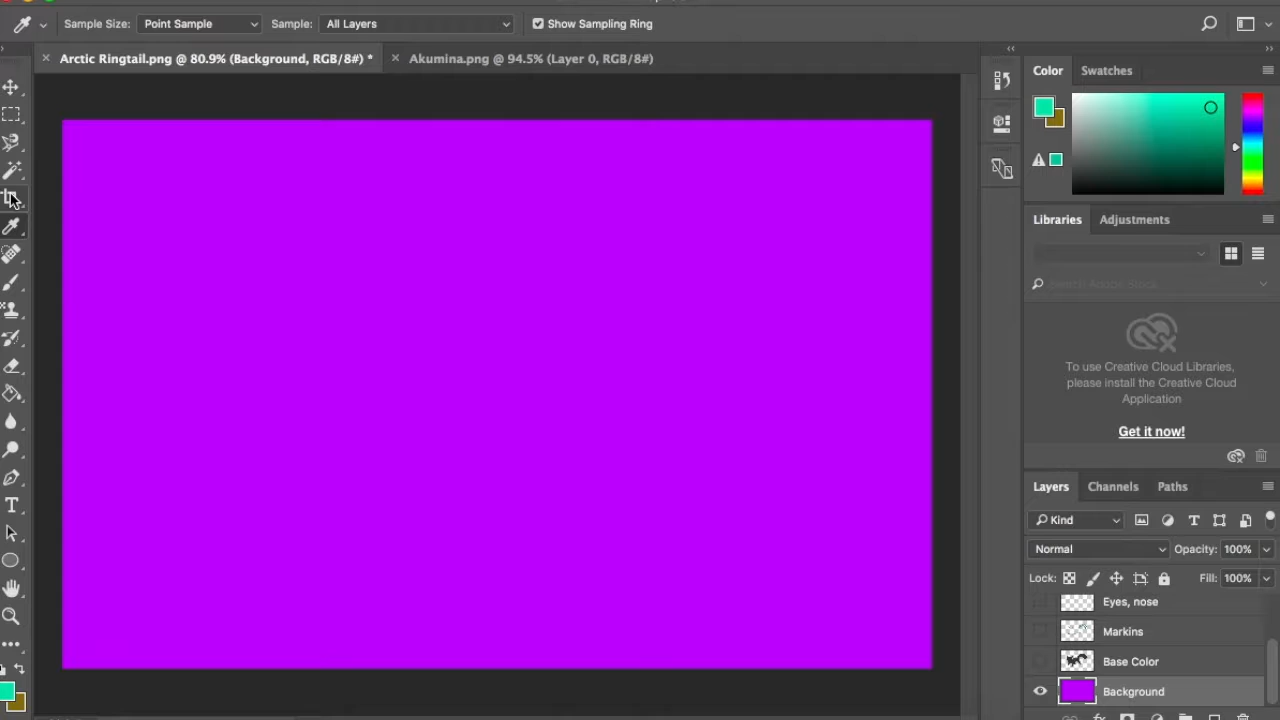 Sample Size: Point Sample Sample: All Layers Show Sampling Ring
Arctic Ringtail.png @ 80.9% (Background, RGB/8#) * Akumina.png @ 94.5% (Layer 0, RGB/8#)
Color Swatches
Libraries Adjustments
Search Adobe Stock
To use Creative Cloud Libraries,
please install the Creative Cloud
Application
Get it now!
Layers Channels Paths
Kind
Normal Opacity: 100%
Lock: Fill: 100%
Eyes, nose
Markins
Base Color
Background